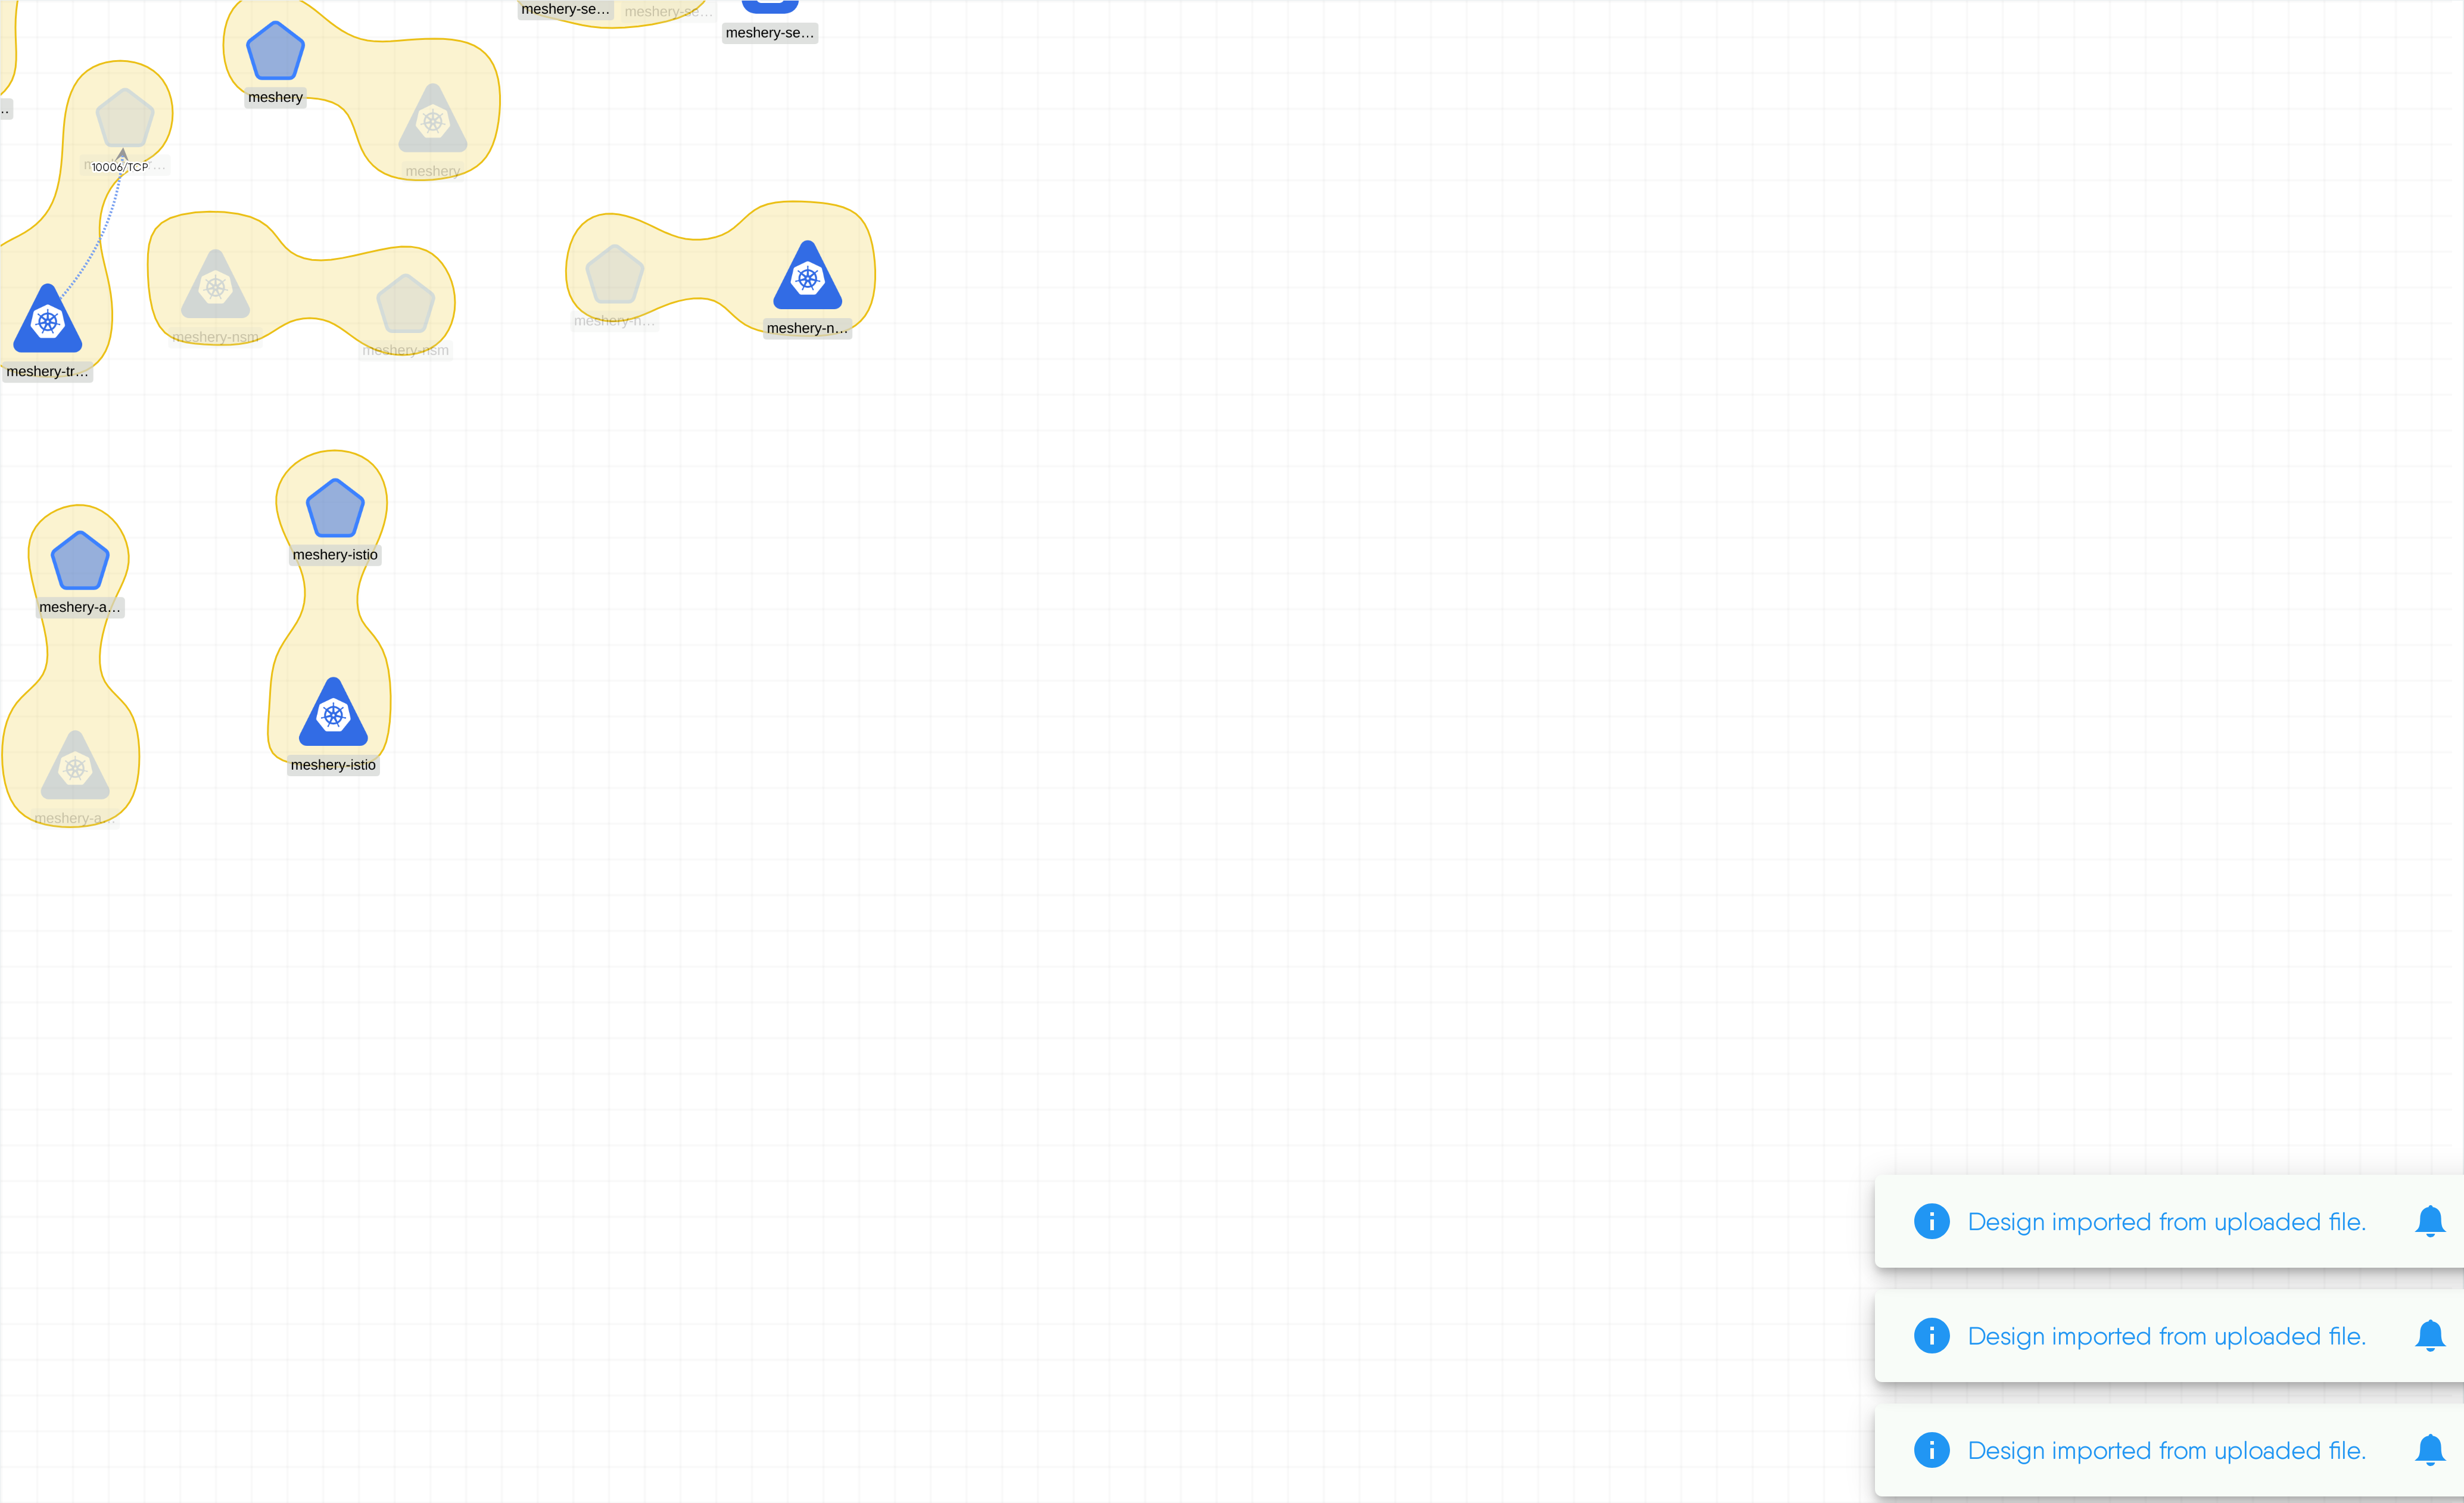 meshery-se…
meshery-se…
meshery-se…
meshery
…
meshery
10006/TCP
meshery-n…
meshery-n…
meshery-nsm
meshery-nsm
meshery-tr…
meshery-istio
meshery-a…
meshery-istio
meshery-a…
Design imported from uploaded file.
Design imported from uploaded file.
Design imported from uploaded file.